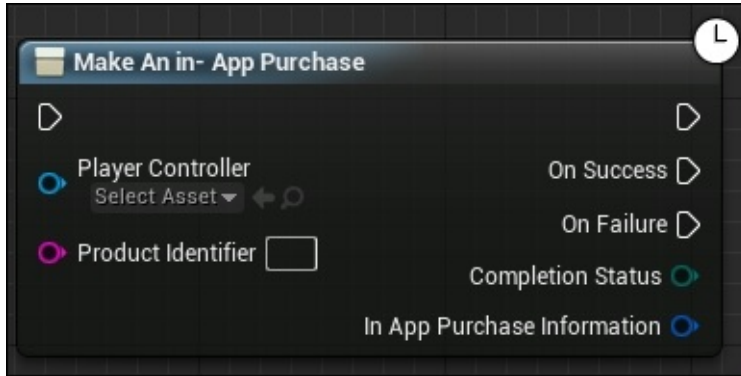 Make An in- App Purchase
Player Controller
Select Asset
On Success
On Failure
Product Identifier
Completion Status
In App Purchase Information